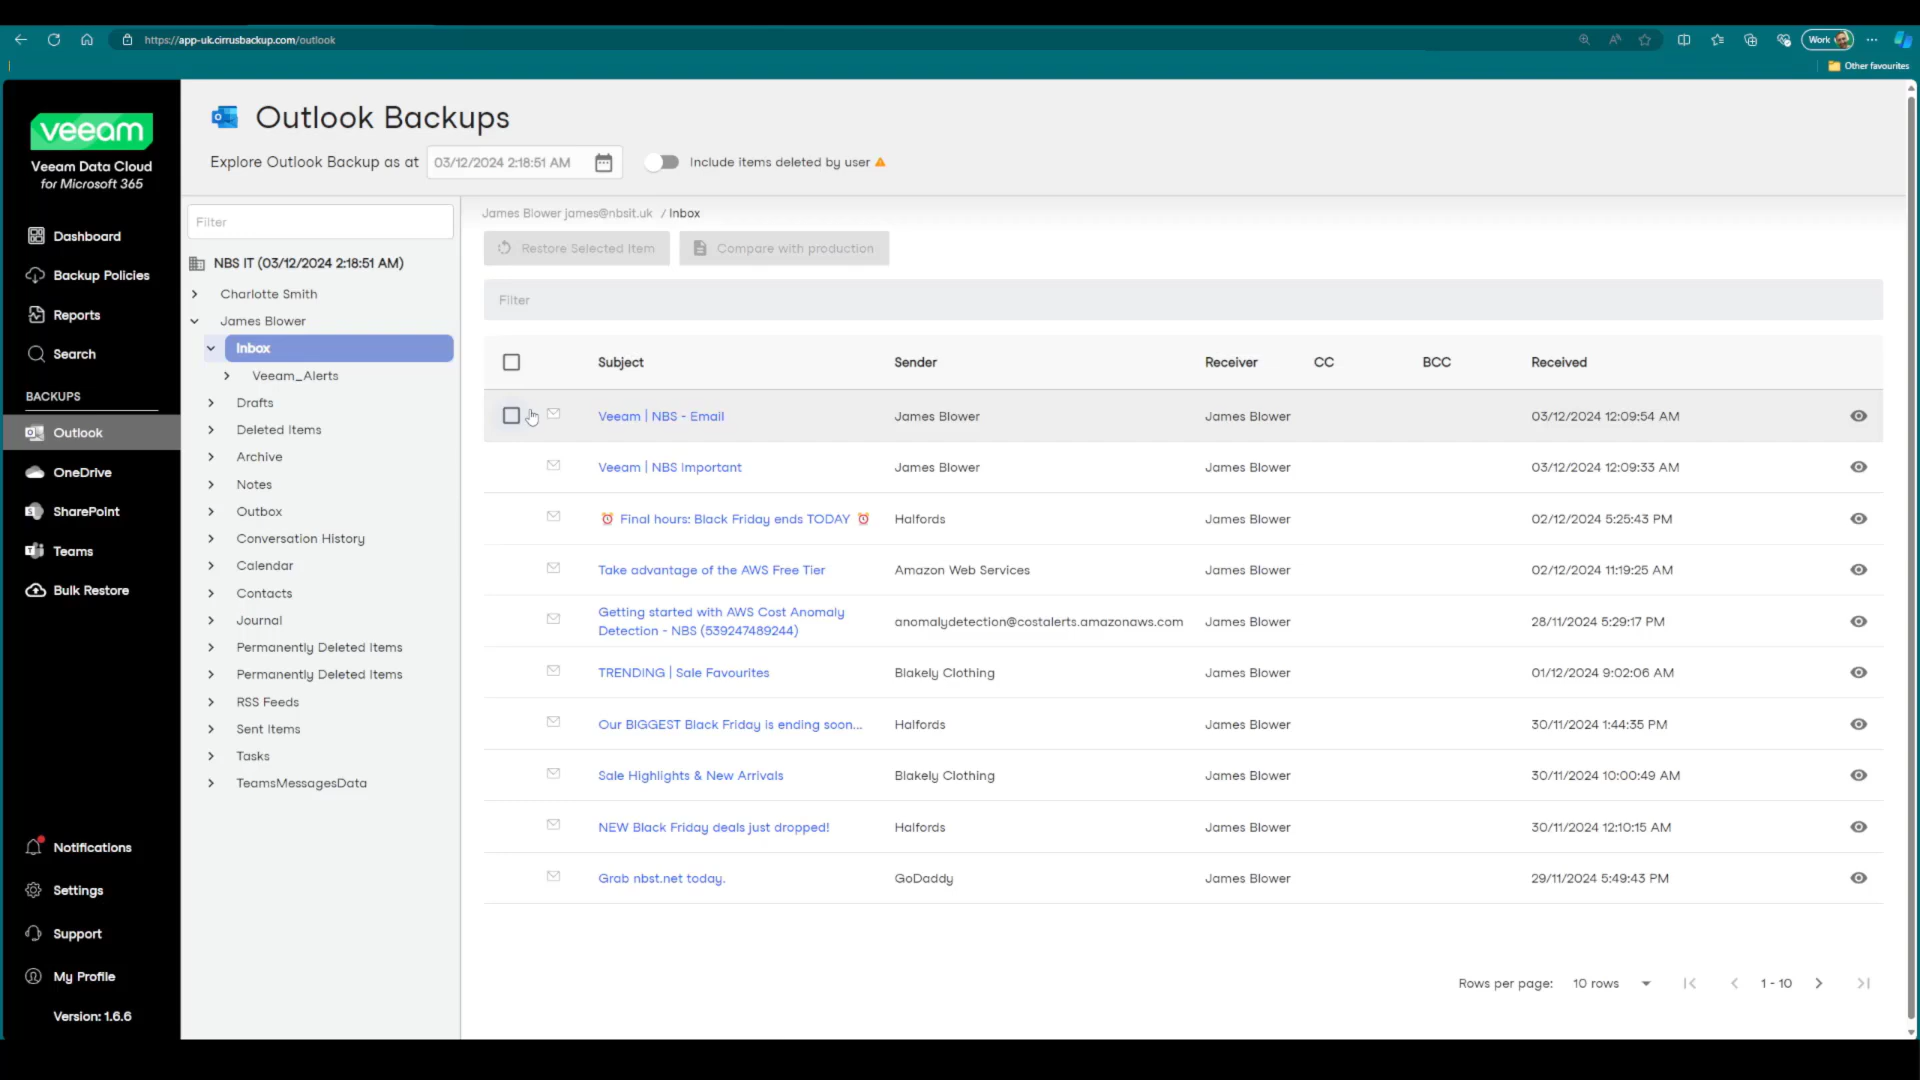 https://app-uk.cirrusbackup.com/outlook
Work
Other favourites
veeam
Veeam Data Cloud
for Microsoft 365
Dashboard
Backup Policies
Reports
Search
BACKUPS
Outlook
OneDrive
SharePoint
Teams
Bulk Restore
Notifications
Settings
Support
My Profile
Version: 1.6.6
Outlook Backups
Explore Outlook Backup as at 03/12/2024 2:18:51 AM Include items deleted by user
Filter
NBS IT (03/12/2024 2:18:51 AM)
Charlotte Smith
James Blower
Inbox
Veeam_Alerts
Drafts
Deleted Items
Archive
Notes
Outbox
Conversation History
Calendar
Contacts
Journal
Permanently Deleted Items
Permanently Deleted Items
RSS Feeds
Sent Items
Tasks
TeamsMessagesData
James Blower james@nbsit.uk / Inbox
Restore Selected Item Compare with production
Filter
Subject Sender Receiver CC BCC Received
Veeam | NBS - Email James Blower James Blower 03/12/2024 12:09:54 AM
Veeam | NBS Important James Blower James Blower 03/12/2024 12:09:33 AM
⏰ Final hours: Black Friday ends TODAY ⏰ Halfords James Blower 02/12/2024 5:25:43 PM
Take advantage of the AWS Free Tier Amazon Web Services James Blower 02/12/2024 11:19:25 AM
Getting started with AWS Cost Anomaly
Detection - NBS (539247489244) anomalydetection@costalerts.amazonaws.com James Blower 28/11/2024 5:29:17 PM
TRENDING | Sale Favourites Blakely Clothing James Blower 01/12/2024 9:02:06 AM
Our BIGGEST Black Friday is ending soon... Halfords James Blower 30/11/2024 1:44:35 PM
Sale Highlights & New Arrivals Blakely Clothing James Blower 30/11/2024 10:00:49 AM
NEW Black Friday deals just dropped! Halfords James Blower 30/11/2024 12:10:15 AM
Grab nbst.net today. GoDaddy James Blower 29/11/2024 5:49:43 PM
Rows per page: 10 rows 1 - 10